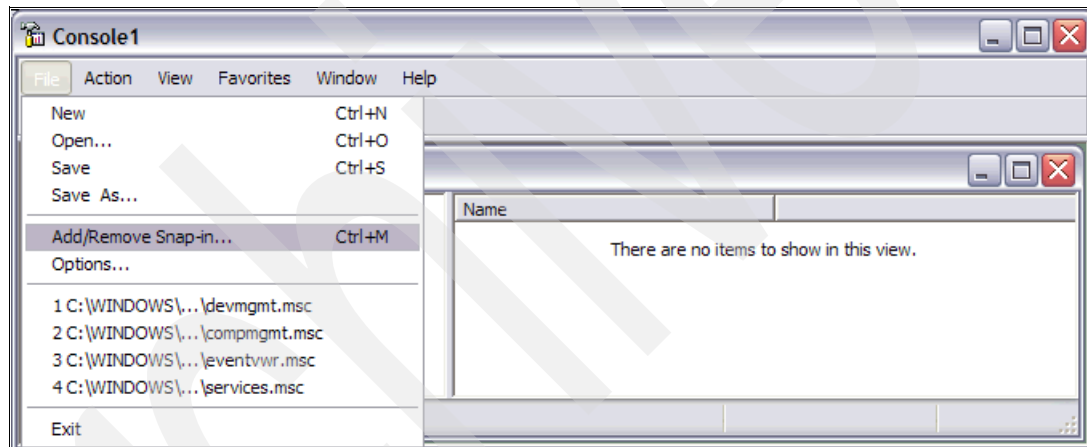 Console1
File Action View Favorites Window Help
New Ctrl+N
Open... Ctrl+O
Save Ctrl+S
Save As...
Name
Add/Remove Snap-in... Ctrl+M
There are no items to show in this view.
Options...
1 C:\WINDOWS\...\devmgmt.msc
2 C:\WINDOWS\...\compmgmt.msc
3 C:\WINDOWS\...\eventvwr.msc
4 C:\WINDOWS\...\services.msc
Exit